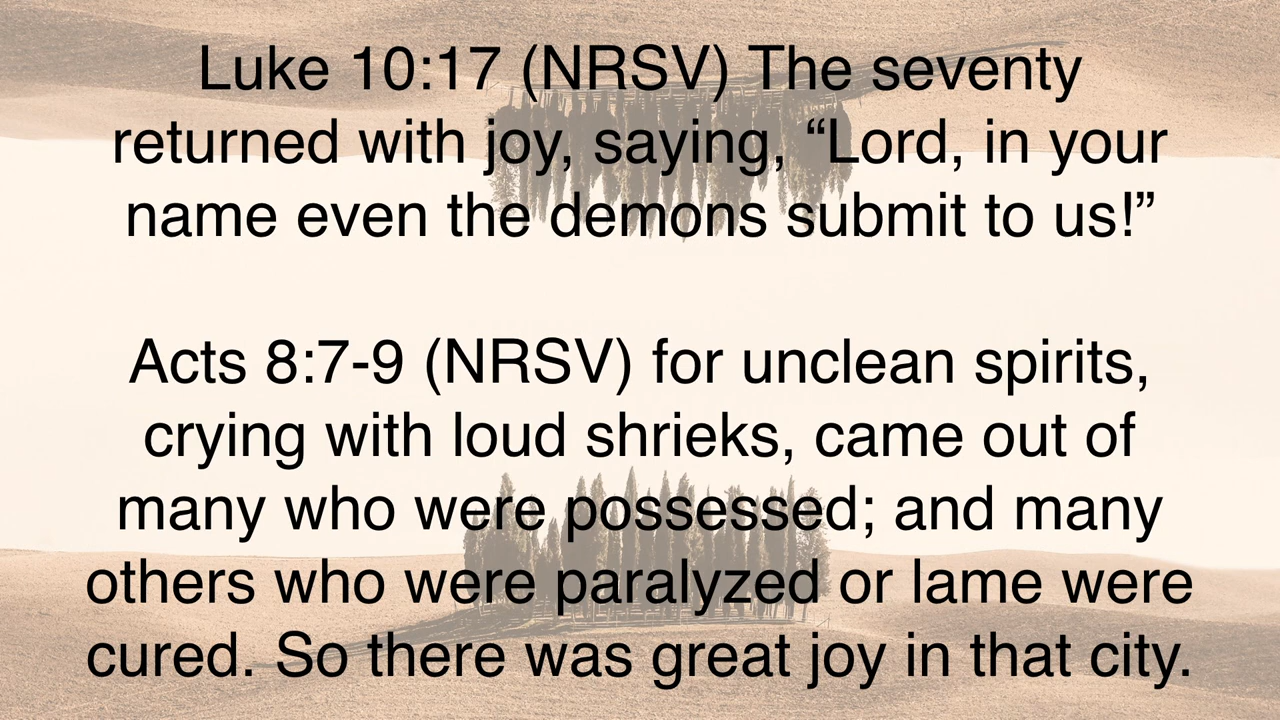 Luke 10:17 (NRSV) The seventy
returned with joy, saying, “Lord, in your
name even the demons submit to us!”
Acts 8:7-9 (NRSV) for unclean spirits,
crying with loud shrieks, came out of
many who were possessed; and many
others who were paralyzed or lame were
cured. So there was great joy in that city.